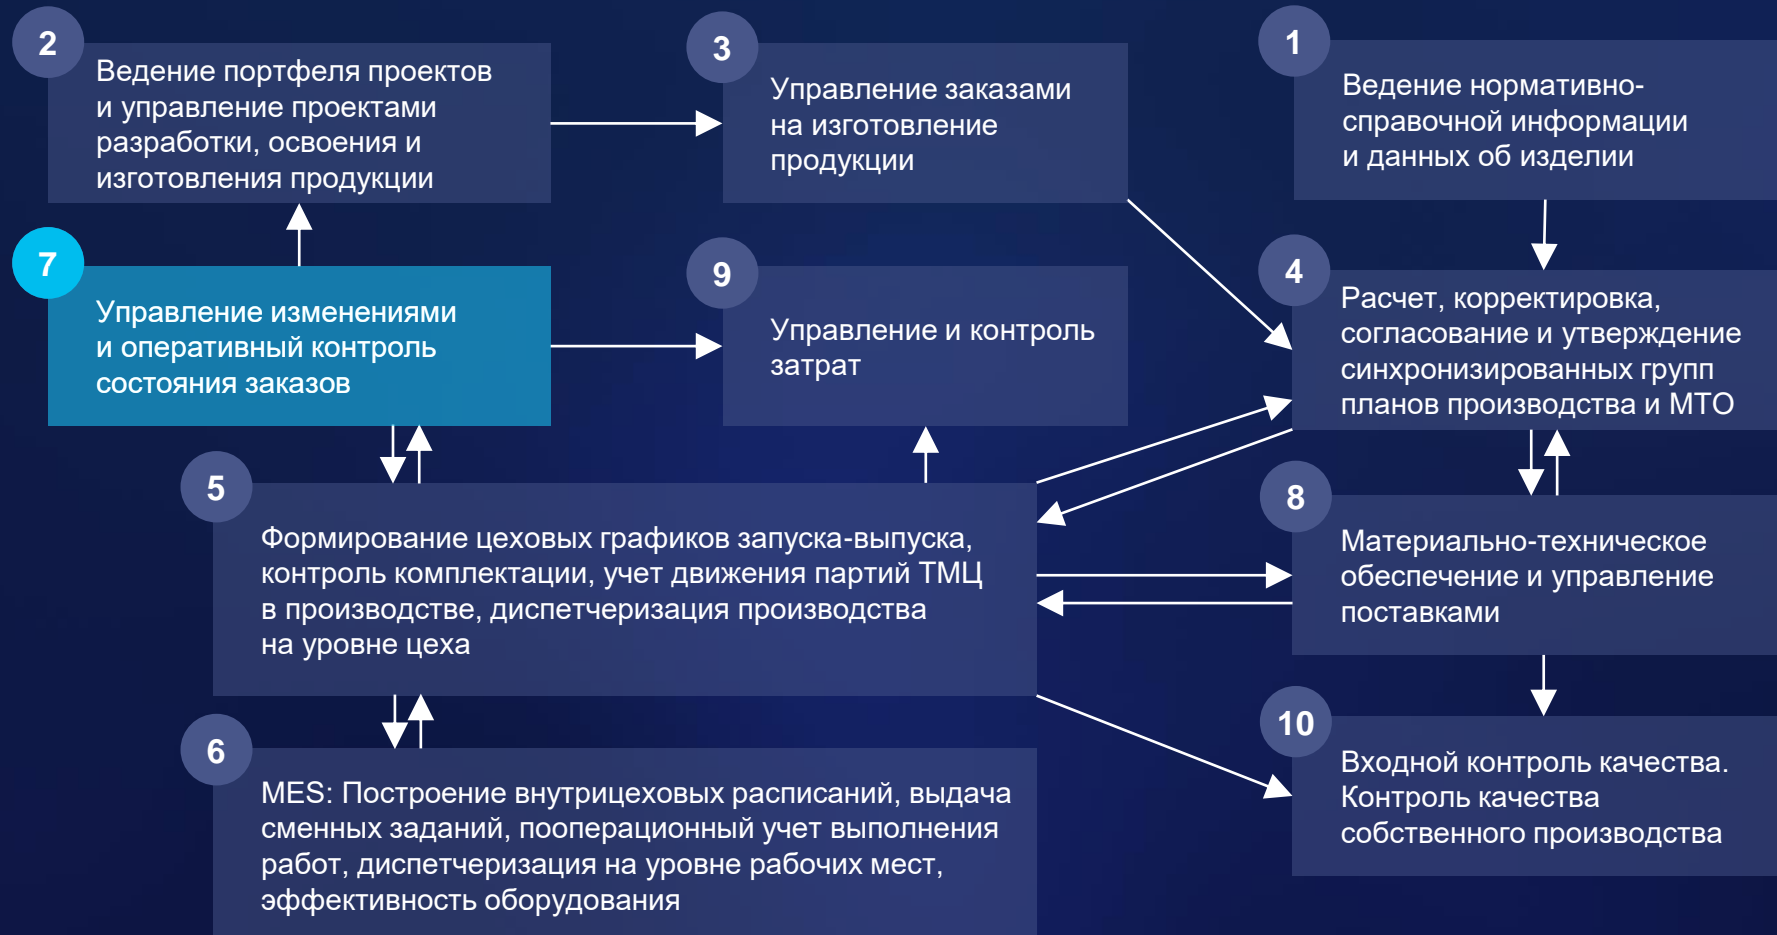 2
Ведение портфеля проектов
и управление проектами
разработки, освоения и
изготовления продукции
3
Управление заказами
на изготовление
продукции
1
Ведение нормативно-
справочной информации
и данных об изделии
7
Управление изменениями
и оперативный контроль
состояния заказов
9
Управление и контроль
затрат
4
Расчет, корректировка,
согласование и утверждение
синхронизированных групп
планов производства и МТО
5
Формирование цеховых графиков запуска-выпуска,
контроль комплектации, учет движения партий ТМЦ
в производстве, диспетчеризация производства
на уровне цеха
8
Материально-техническое
обеспечение и управление
поставками
6
MES: Построение внутрицеховых расписаний, выдача
сменных заданий, пооперационный учет выполнения
работ, диспетчеризация на уровне рабочих мест,
эффективность оборудования
10
Входной контроль качества.
Контроль качества
собственного производства